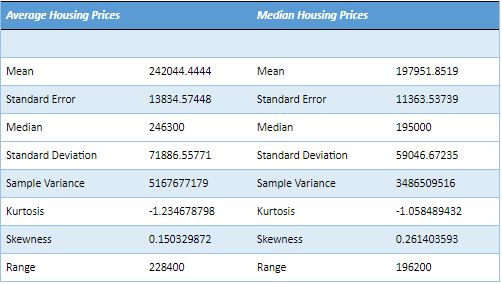 Average Housing Prices Median Housing Prices
Mean 242044.4444 Mean 197951.8519
Standard Error 13834.57448 Standard Error 11363.53739
Median 246300 Median 195000
Standard Deviation 71886.55771 Standard Deviation 59046.67235
Sample Variance 5167677179 Sample Variance 3486509516
Kurtosis -1.234678798 Kurtosis -1.058489432
Skewness 0.150329872 Skewness 0.261403593
Range 228400 Range 196200